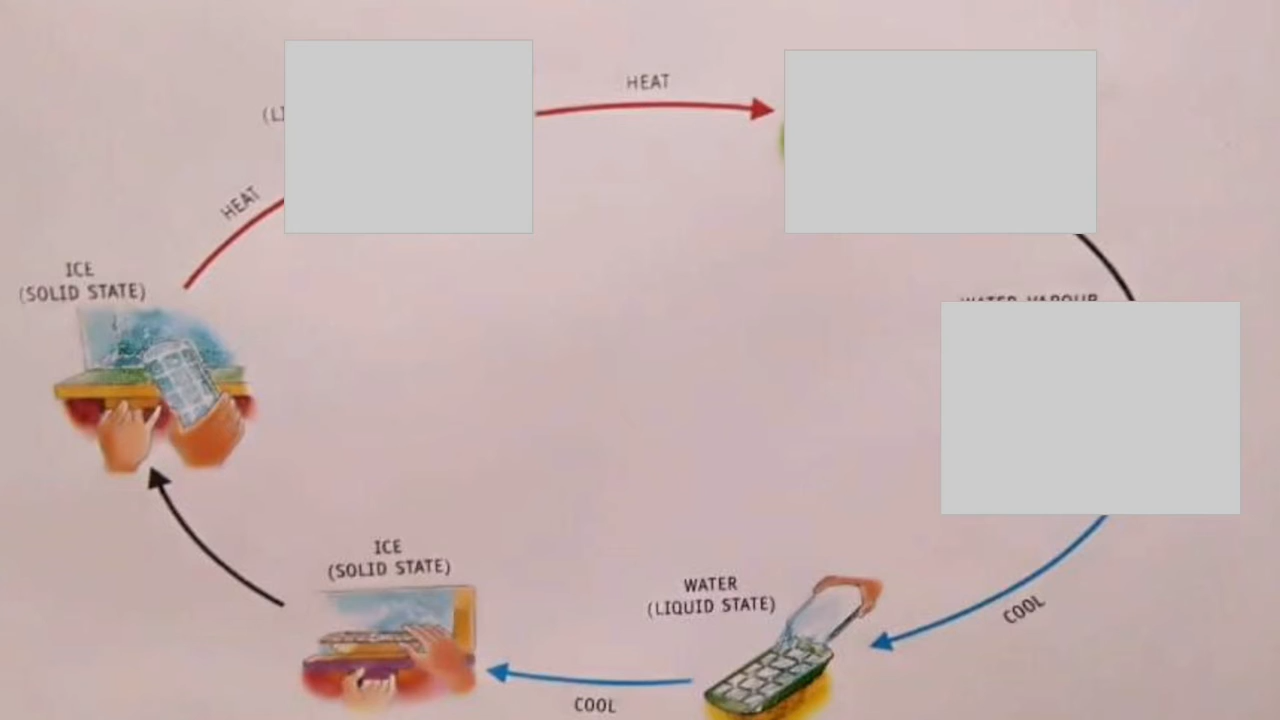 HEAT
HEAT
ICE
(SOLID STATE)
ICE
(SOLID STATE)
WATER
(LIQUID STATE)
COOL
COOL